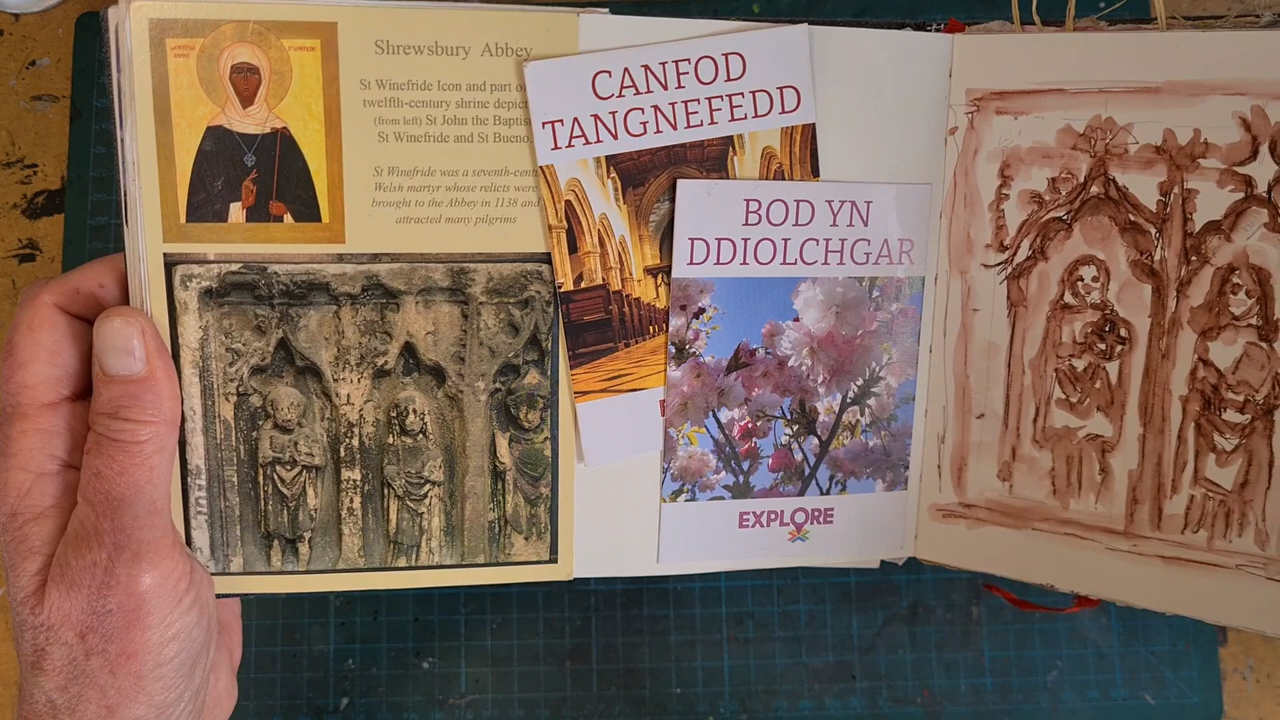 Shrewsbury Abbey
St Winefride Icon and part of
twelfth-century shrine depict
(from left) St John the Baptist
St Winefride and St Bueno.
St Winefride was a seventh-cent
Welsh martyr whose relicts were
brought to the Abbey in 1138 and
attracted many pilgrims
CANFOD
TANGNEFEDD
BOD YN
DDIOLCHGAR
EXPLORE